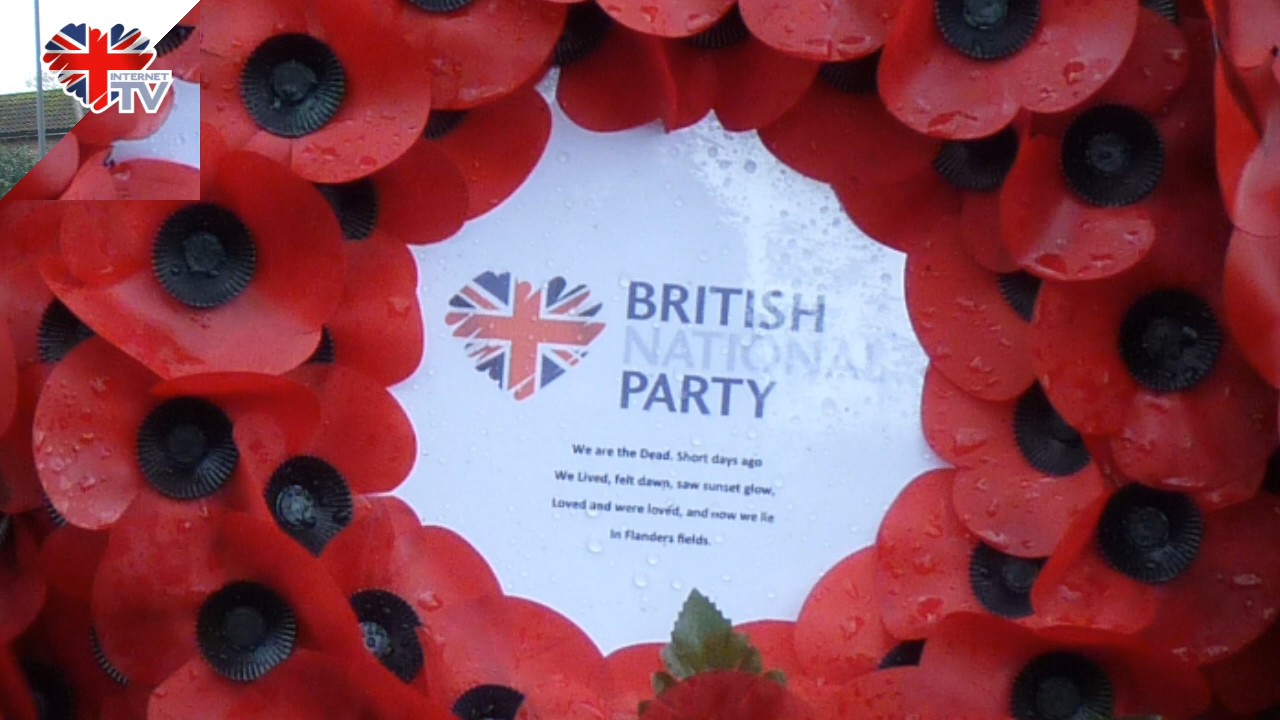 INTERNET
TV
BRITISH
NATIONAL
PARTY
We are the Dead. Short days ago
We Lived, felt dawn, saw sunset glow,
Loved and were loved, and now we lie
In Flanders fields.